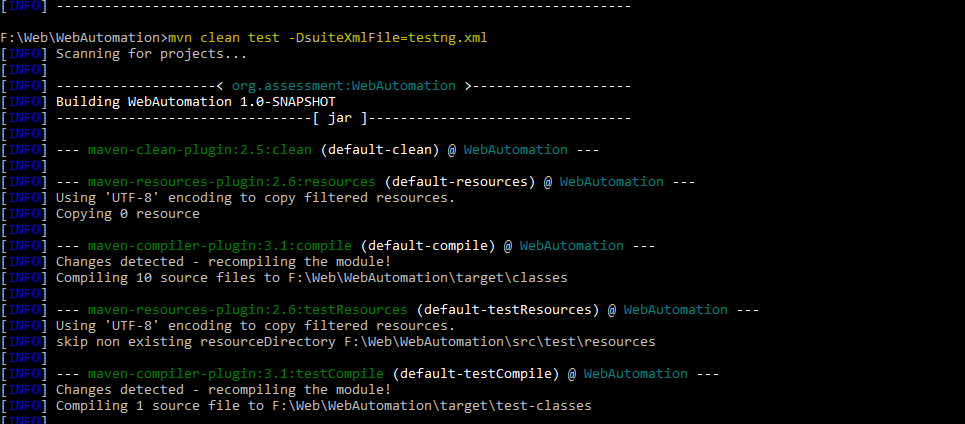 [INFO] ------------------------------------------------------------------------
F:\Web\WebAutomation>mvn clean test -DsuiteXmlFile=testng.xml
[INFO] Scanning for projects...
[INFO]
[INFO] --------------------< org.assessment:WebAutomation >--------------------
[INFO] Building WebAutomation 1.0-SNAPSHOT
[INFO] --------------------------------[ jar ]---------------------------------
[INFO]
[INFO] --- maven-clean-plugin:2.5:clean (default-clean) @ WebAutomation ---
[INFO]
[INFO] --- maven-resources-plugin:2.6:resources (default-resources) @ WebAutomation ---
[INFO] Using 'UTF-8' encoding to copy filtered resources.
[INFO] Copying 0 resource
[INFO]
[INFO] --- maven-compiler-plugin:3.1:compile (default-compile) @ WebAutomation ---
[INFO] Changes detected - recompiling the module!
[INFO] Compiling 10 source files to F:\Web\WebAutomation\target\classes
[INFO]
[INFO] --- maven-resources-plugin:2.6:testResources (default-testResources) @ WebAutomation ---
[INFO] Using 'UTF-8' encoding to copy filtered resources.
[INFO] skip non existing resourceDirectory F:\Web\WebAutomation\src\test\resources
[INFO]
[INFO] --- maven-compiler-plugin:3.1:testCompile (default-testCompile) @ WebAutomation ---
[INFO] Changes detected - recompiling the module!
[INFO] Compiling 1 source file to F:\Web\WebAutomation\target\test-classes
[INFO]